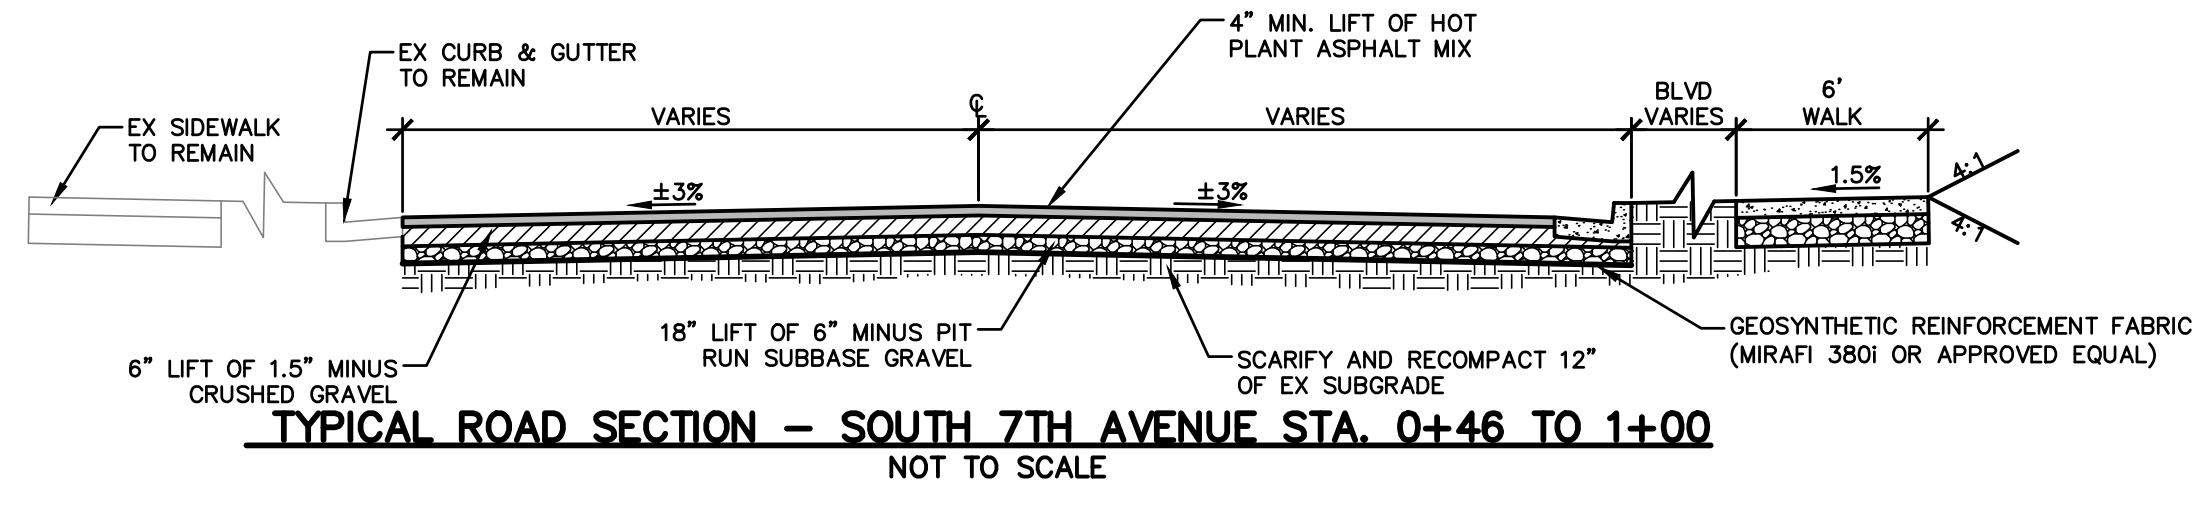 4" MIN. LIFT OF HOT
PLANT ASPHALT MIX
EX CURB & GUTTER
TO REMAIN
EX SIDEWALK
TO REMAIN
VARIES
℄
VARIES
BLVD
VARIES
6'
WALK
±3%
±3%
1.5%
4:1
4:1
6" LIFT OF 1.5" MINUS
CRUSHED GRAVEL
18" LIFT OF 6" MINUS PIT
RUN SUBBASE GRAVEL
SCARIFY AND RECOMPACT 12"
OF EX SUBGRADE
GEOSYNTHETIC REINFORCEMENT FABRIC
(MIRAFI 380i OR APPROVED EQUAL)
TYPICAL ROAD SECTION – SOUTH 7TH AVENUE STA. 0+46 TO 1+00
NOT TO SCALE